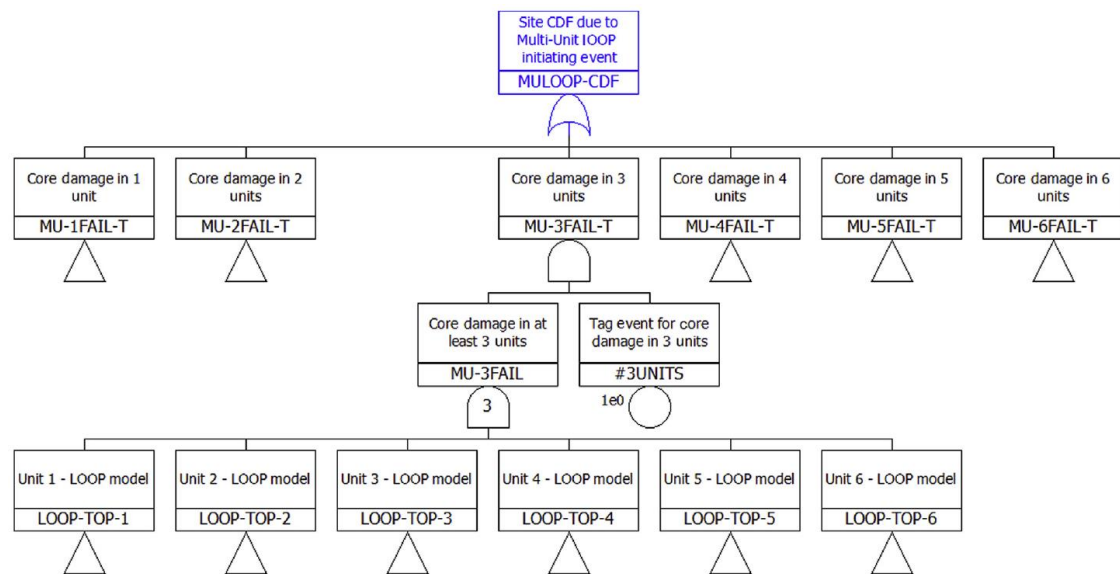 Site CDF due to
Multi-Unit lOOP
initiating event
MULOOP-CDF
Core damage in 1
unit
MU-1FAIL-T
Core damage in 2
units
MU-2FAIL-T
Core damage in 3
units
MU-3FAIL-T
Core damage in 4
units
MU-4FAIL-T
Core damage in 5
units
MU-5FAIL-T
Core damage in 6
units
MU-6FAIL-T
Core damage in at
least 3 units
MU-3FAIL
3
Tag event for core
damage in 3 units
#3UNITS
1e0
Unit 1 - LOOP model
LOOP-TOP-1
Unit 2 - LOOP model
LOOP-TOP-2
Unit 3 - LOOP model
LOOP-TOP-3
Unit 4 - LOOP model
LOOP-TOP-4
Unit 5 - LOOP model
LOOP-TOP-5
Unit 6 - LOOP model
LOOP-TOP-6